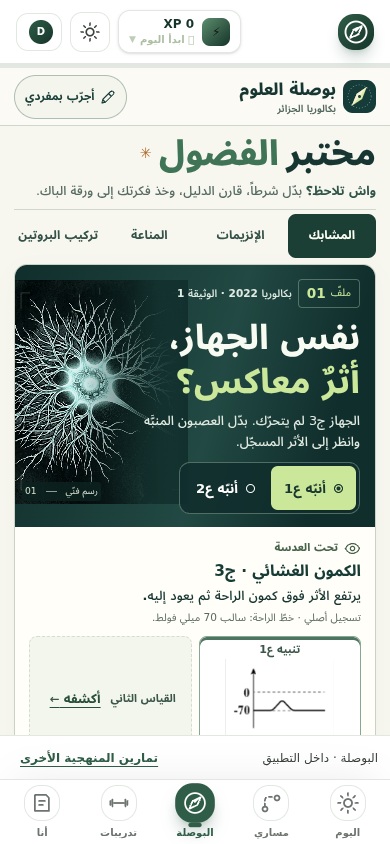 XP 0
ابدأ اليوم ▼
D
بوصلة العلوم
بكالوريا الجزائر
أجرّب بمفردي
مختبر الفضول
واش تلاحظ؟ بدّل شرطاً، قارن الدليل، وخذ فكرتك إلى ورقة الباك.
المشابك
الإنزيمات
المناعة
تركيب البروتين
ملفّ 01
بكالوريا 2022 · الوثيقة 1
نفس الجهاز،
أثرٌ معاكس؟
الجهاز ج3 لم يتحرّك. بدّل العصبون المنبَّه
وانظر إلى الأثر المسجّل.
أنبّه ع1
أنبّه ع2
رسم فنّي — 01
تحت العدسة
الكمون الغشائي · ج3
يرتفع الأثر فوق كمون الراحة ثم يعود إليه.
تسجيل أصلي · خطّ الراحة: سالب 70 ميلي فولط.
تنبيه ع1
0
-70
القياس الثاني
أكشفه ←
البوصلة · داخل التطبيق
تمارين المنهجية الأخرى
اليوم
مساري
البوصلة
تدريبات
أنا